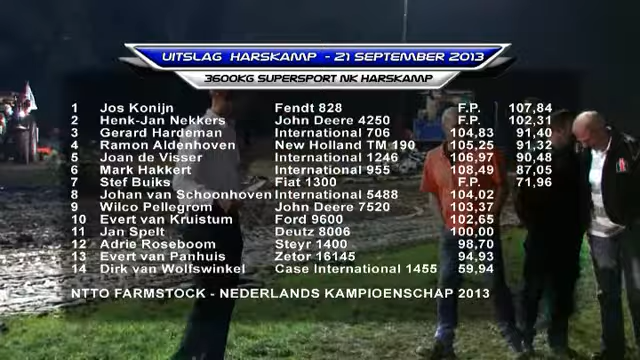 UITSLAG HARSKAMP - 21 SEPTEMBER 2013
3600KG SUPERSPORT NK HARSKAMP
1 Jos Konijn Fendt 828 F.P. 107,84
2 Henk-Jan Nekkers John Deere 4250 F.P. 102,31
3 Gerard Hardeman International 706 104,83 91,40
4 Ramon Aldenhoven New Holland TM 190 105,25 91,32
5 Joan de Visser International 1246 106,97 90,48
6 Mark Hakkert International 955 108,49 87,05
7 Stef Buiks Fiat 1300 F.P. 71,96
8 Johan van Schoonhoven International 5488 104,02
9 Wilco Pellegrom John Deere 7520 103,37
10 Evert van Kruistum Ford 9600 102,65
11 Jan Spelt Deutz 8006 100,00
12 Adrie Roseboom Steyr 1400 98,70
13 Evert van Panhuis Zetor 16145 94,93
14 Dirk van Wolfswinkel Case International 1455 59,94
NTTO FARMSTOCK - NEDERLANDS KAMPIOENSCHAP 2013